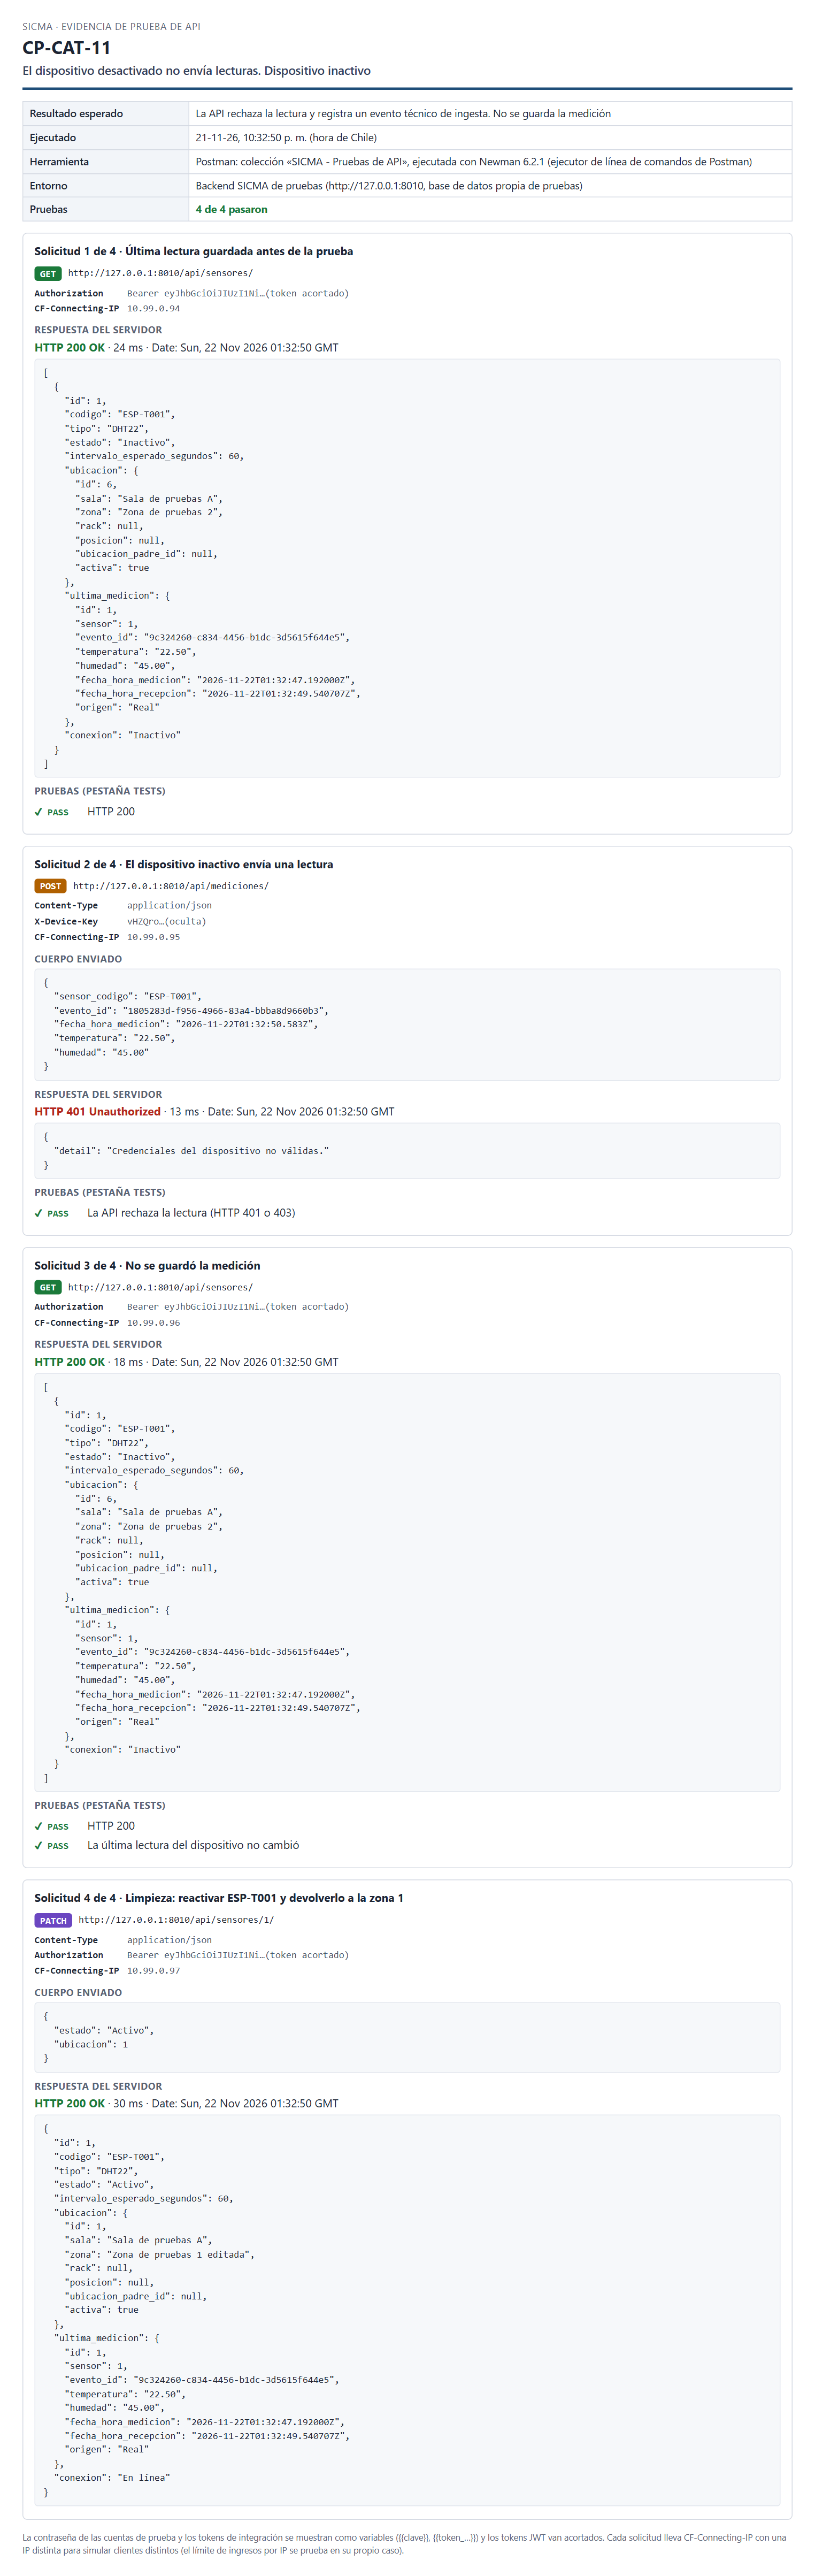 SICMA · EVIDENCIA DE PRUEBA DE API
CP-CAT-11
El dispositivo desactivado no envía lecturas. Dispositivo inactivo
Resultado esperado La API rechaza la lectura y registra un evento técnico de ingesta. No se guarda la medición
Ejecutado 21-11-26, 10:32:50 p. m. (hora de Chile)
Herramienta Postman: colección «SICMA - Pruebas de API», ejecutada con Newman 6.2.1 (ejecutor de línea de comandos de Postman)
Entorno Backend SICMA de pruebas (http://127.0.0.1:8010, base de datos propia de pruebas)
Pruebas 4 de 4 pasaron
Solicitud 1 de 4 · Última lectura guardada antes de la prueba
GET http://127.0.0.1:8010/api/sensores/
Authorization Bearer eyJhbGciOiJIUzI1Ni…(token acortado)
CF-Connecting-IP 10.99.0.94
RESPUESTA DEL SERVIDOR
HTTP 200 OK · 24 ms · Date: Sun, 22 Nov 2026 01:32:50 GMT
[
  {
    "id": 1,
    "codigo": "ESP-T001",
    "tipo": "DHT22",
    "estado": "Inactivo",
    "intervalo_esperado_segundos": 60,
    "ubicacion": {
      "id": 6,
      "sala": "Sala de pruebas A",
      "zona": "Zona de pruebas 2",
      "rack": null,
      "posicion": null,
      "ubicacion_padre_id": null,
      "activa": true
    },
    "ultima_medicion": {
      "id": 1,
      "sensor": 1,
      "evento_id": "9c324260-c834-4456-b1dc-3d5615f644e5",
      "temperatura": "22.50",
      "humedad": "45.00",
      "fecha_hora_medicion": "2026-11-22T01:32:47.192000Z",
      "fecha_hora_recepcion": "2026-11-22T01:32:49.540707Z",
      "origen": "Real"
    },
    "conexion": "Inactivo"
  }
]
PRUEBAS (PESTAÑA TESTS)
✓ PASS HTTP 200
Solicitud 2 de 4 · El dispositivo inactivo envía una lectura
POST http://127.0.0.1:8010/api/mediciones/
Content-Type application/json
X-Device-Key vHZQro…(oculta)
CF-Connecting-IP 10.99.0.95
CUERPO ENVIADO
{
  "sensor_codigo": "ESP-T001",
  "evento_id": "1805283d-f956-4966-83a4-bbba8d9660b3",
  "fecha_hora_medicion": "2026-11-22T01:32:50.583Z",
  "temperatura": "22.50",
  "humedad": "45.00"
}
RESPUESTA DEL SERVIDOR
HTTP 401 Unauthorized · 13 ms · Date: Sun, 22 Nov 2026 01:32:50 GMT
{
  "detail": "Credenciales del dispositivo no válidas."
}
PRUEBAS (PESTAÑA TESTS)
✓ PASS La API rechaza la lectura (HTTP 401 o 403)
Solicitud 3 de 4 · No se guardó la medición
GET http://127.0.0.1:8010/api/sensores/
Authorization Bearer eyJhbGciOiJIUzI1Ni…(token acortado)
CF-Connecting-IP 10.99.0.96
RESPUESTA DEL SERVIDOR
HTTP 200 OK · 18 ms · Date: Sun, 22 Nov 2026 01:32:50 GMT
[
  {
    "id": 1,
    "codigo": "ESP-T001",
    "tipo": "DHT22",
    "estado": "Inactivo",
    "intervalo_esperado_segundos": 60,
    "ubicacion": {
      "id": 6,
      "sala": "Sala de pruebas A",
      "zona": "Zona de pruebas 2",
      "rack": null,
      "posicion": null,
      "ubicacion_padre_id": null,
      "activa": true
    },
    "ultima_medicion": {
      "id": 1,
      "sensor": 1,
      "evento_id": "9c324260-c834-4456-b1dc-3d5615f644e5",
      "temperatura": "22.50",
      "humedad": "45.00",
      "fecha_hora_medicion": "2026-11-22T01:32:47.192000Z",
      "fecha_hora_recepcion": "2026-11-22T01:32:49.540707Z",
      "origen": "Real"
    },
    "conexion": "Inactivo"
  }
]
PRUEBAS (PESTAÑA TESTS)
✓ PASS HTTP 200
✓ PASS La última lectura del dispositivo no cambió
Solicitud 4 de 4 · Limpieza: reactivar ESP-T001 y devolverlo a la zona 1
PATCH http://127.0.0.1:8010/api/sensores/1/
Content-Type application/json
Authorization Bearer eyJhbGciOiJIUzI1Ni…(token acortado)
CF-Connecting-IP 10.99.0.97
CUERPO ENVIADO
{
  "estado": "Activo",
  "ubicacion": 1
}
RESPUESTA DEL SERVIDOR
HTTP 200 OK · 30 ms · Date: Sun, 22 Nov 2026 01:32:50 GMT
{
  "id": 1,
  "codigo": "ESP-T001",
  "tipo": "DHT22",
  "estado": "Activo",
  "intervalo_esperado_segundos": 60,
  "ubicacion": {
    "id": 1,
    "sala": "Sala de pruebas A",
    "zona": "Zona de pruebas 1 editada",
    "rack": null,
    "posicion": null,
    "ubicacion_padre_id": null,
    "activa": true
  },
  "ultima_medicion": {
    "id": 1,
    "sensor": 1,
    "evento_id": "9c324260-c834-4456-b1dc-3d5615f644e5",
    "temperatura": "22.50",
    "humedad": "45.00",
    "fecha_hora_medicion": "2026-11-22T01:32:47.192000Z",
    "fecha_hora_recepcion": "2026-11-22T01:32:49.540707Z",
    "origen": "Real"
  },
  "conexion": "En línea"
}
La contraseña de las cuentas de prueba y los tokens de integración se muestran como variables ({{clave}}, {{token_...}}) y los tokens JWT van acortados. Cada solicitud lleva CF-Connecting-IP con una
IP distinta para simular clientes distintos (el límite de ingresos por IP se prueba en su propio caso).